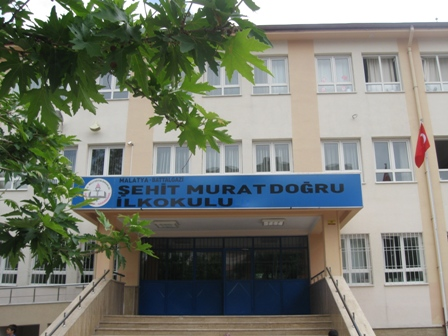 MALATYA-BATTALGAZİ
ŞEHİT MURAT DOĞRU
İLKOKULU